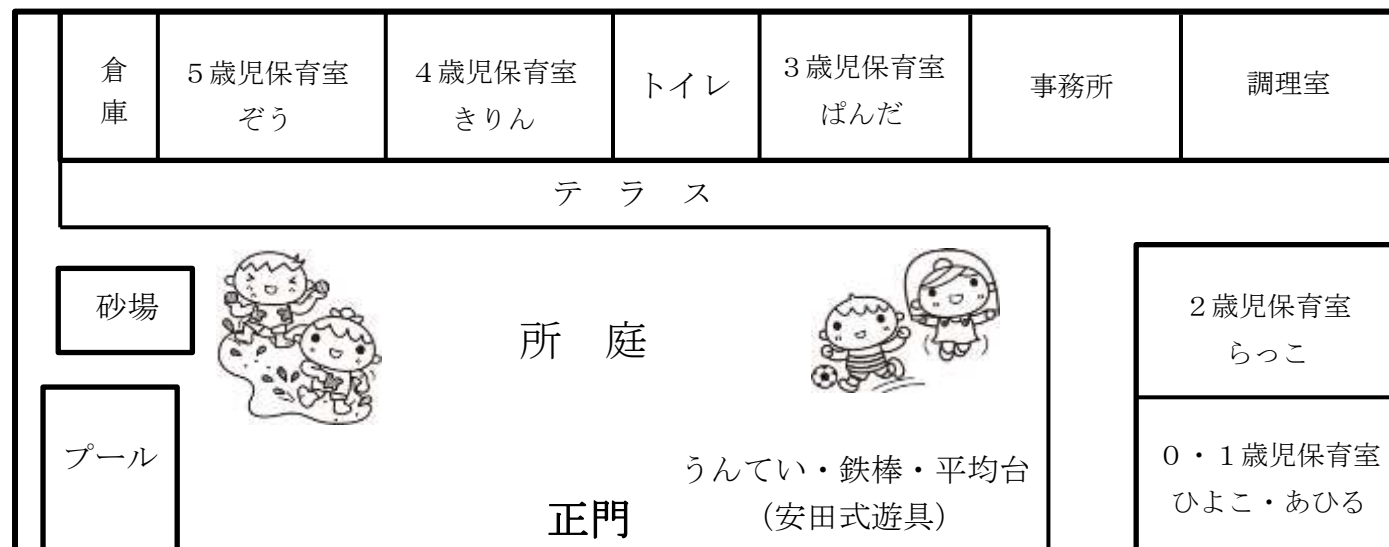 倉庫
５歳児保育室
ぞう
４歳児保育室
きりん
トイレ
３歳児保育室
ぱんだ
事務所
調理室
テ　ラ　ス
砂場
所　庭
２歳児保育室
らっこ
プール
うんてい・鉄棒・平均台
（安田式遊具）
正門
０・１歳児保育室
ひよこ・あひる